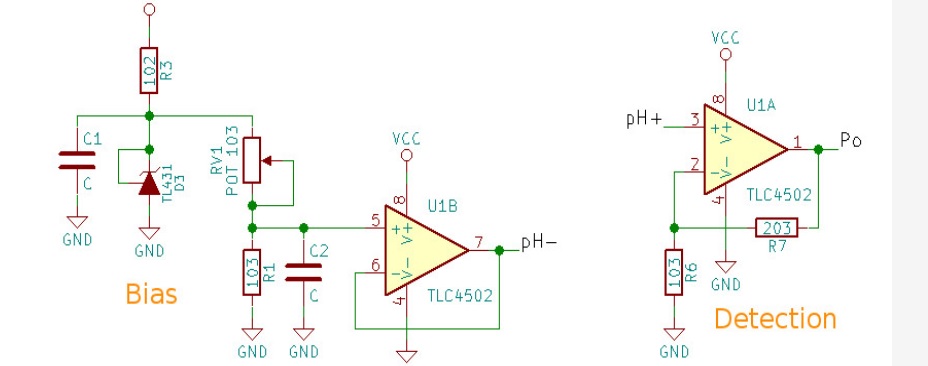 102
R3
C1
C
GND
TL431
D3
GND
Bias
RV1
POT 103
103
R1
GND
C2
C
GND
VCC
8
U1B
5
+
V+
7
pH-
6
-
V-
4
TLC4502
VCC
8
U1A
pH+
3
+
V+
1
Po
2
-
V-
4
TLC4502
203
R7
103
R6
GND
GND
Detection